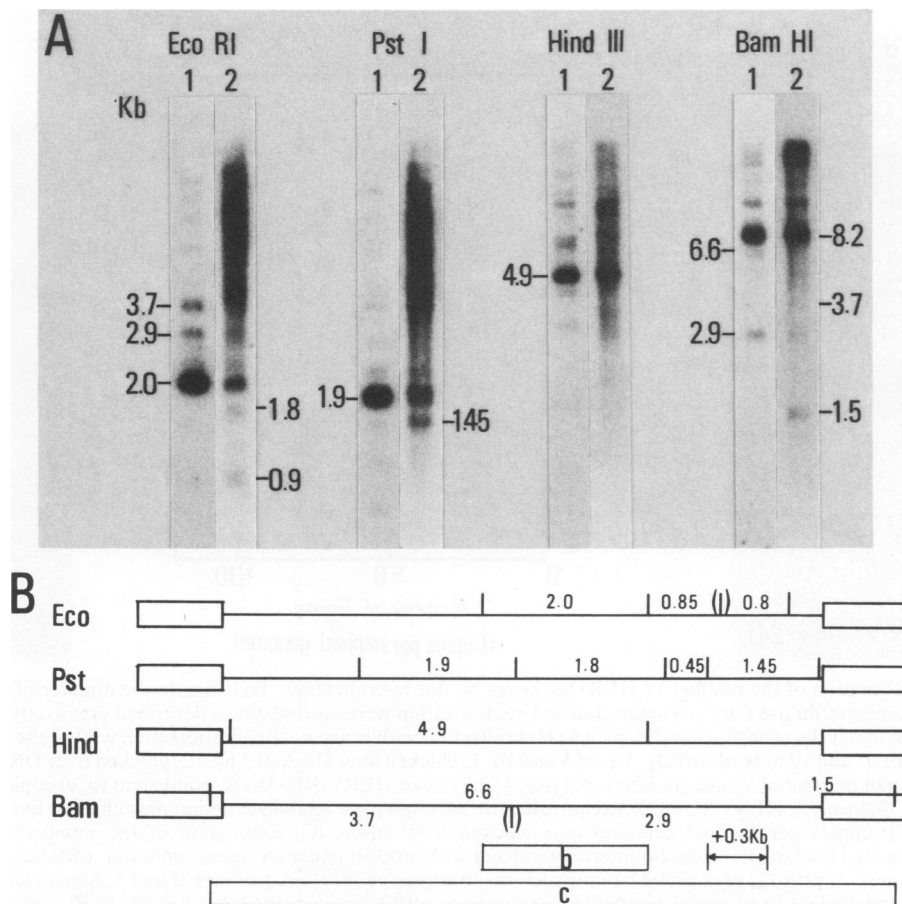 A
Eco RI Pst I Hind III Bam HI
1 2 1 2 1 2 1 2
Kb
3.7
2.9
2.0
1.8
0.9
1.9
1.45
4.9
6.6
2.9
8.2
3.7
1.5
B
Eco 2.0 0.85 (|) 0.8
Pst 1.9 1.8 0.45 1.45
Hind 4.9
Bam 6.6 1.5
3.7 (|) 2.9
b +0.3Kb
c